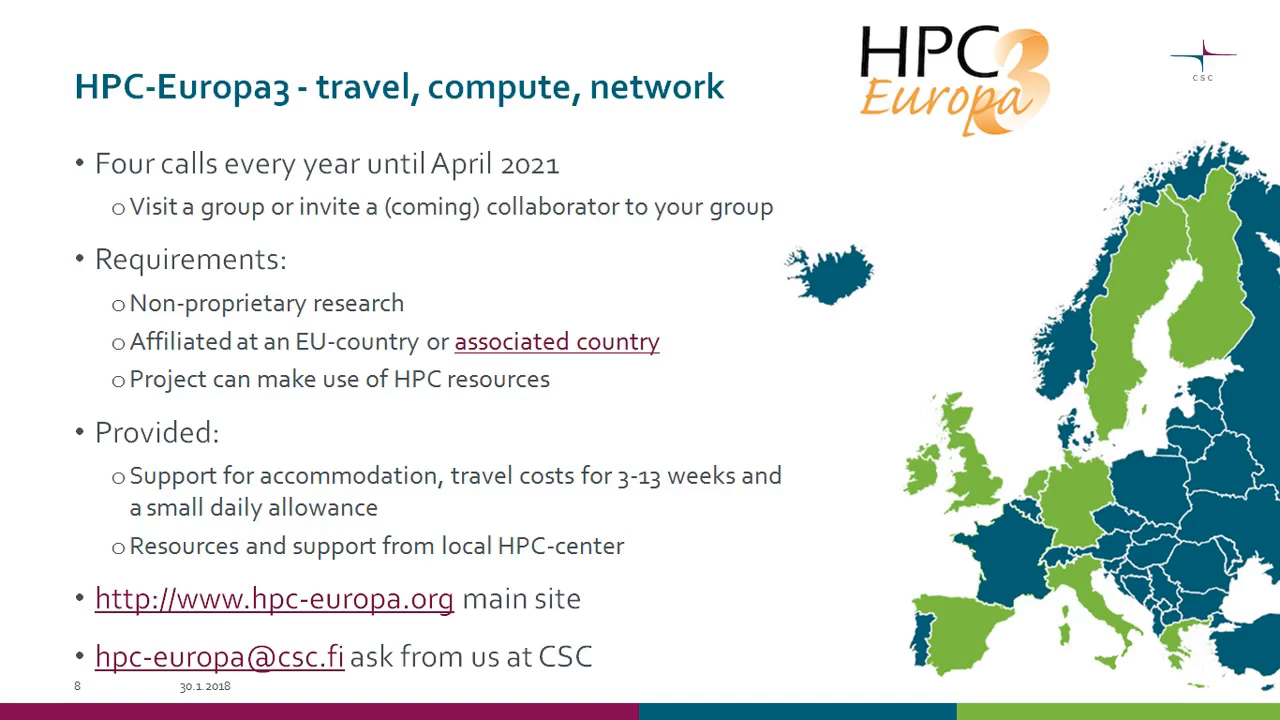 HPC-Europa3 - travel, compute, network
HPC
Europa
3
CSC
• Four calls every year until April 2021
o Visit a group or invite a (coming) collaborator to your group
• Requirements:
o Non-proprietary research
o Affiliated at an EU-country or associated country
o Project can make use of HPC resources
• Provided:
o Support for accommodation, travel costs for 3-13 weeks and
a small daily allowance
o Resources and support from local HPC-center
• http://www.hpc-europa.org main site
• hpc-europa@csc.fi ask from us at CSC
8 30.1.2018